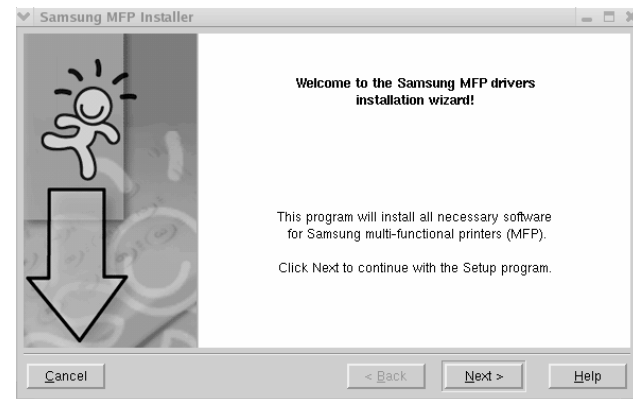 Samsung MFP Installer
Welcome to the Samsung MFP drivers
installation wizard!
This program will install all necessary software
for Samsung multi-functional printers (MFP).
Click Next to continue with the Setup program.
Cancel
< Back
Next >
Help